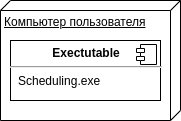 Компьютер пользователя
Exectutable
Scheduling.exe